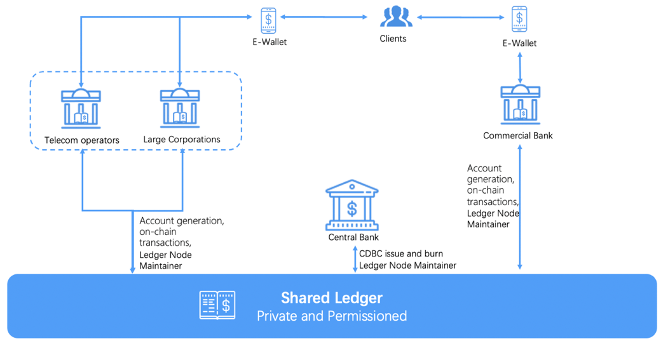 E-Wallet
Clients
E-Wallet
Telecom operators
Large Corporations
Commercial Bank
Account generation,
on-chain
transactions,
Ledger Node
Maintainer
Central Bank
CDBC issue and burn
Ledger Node Maintainer
Account
generation,
on-chain
transactions,
Ledger Node
Maintainer
Shared Ledger
Private and Permissioned